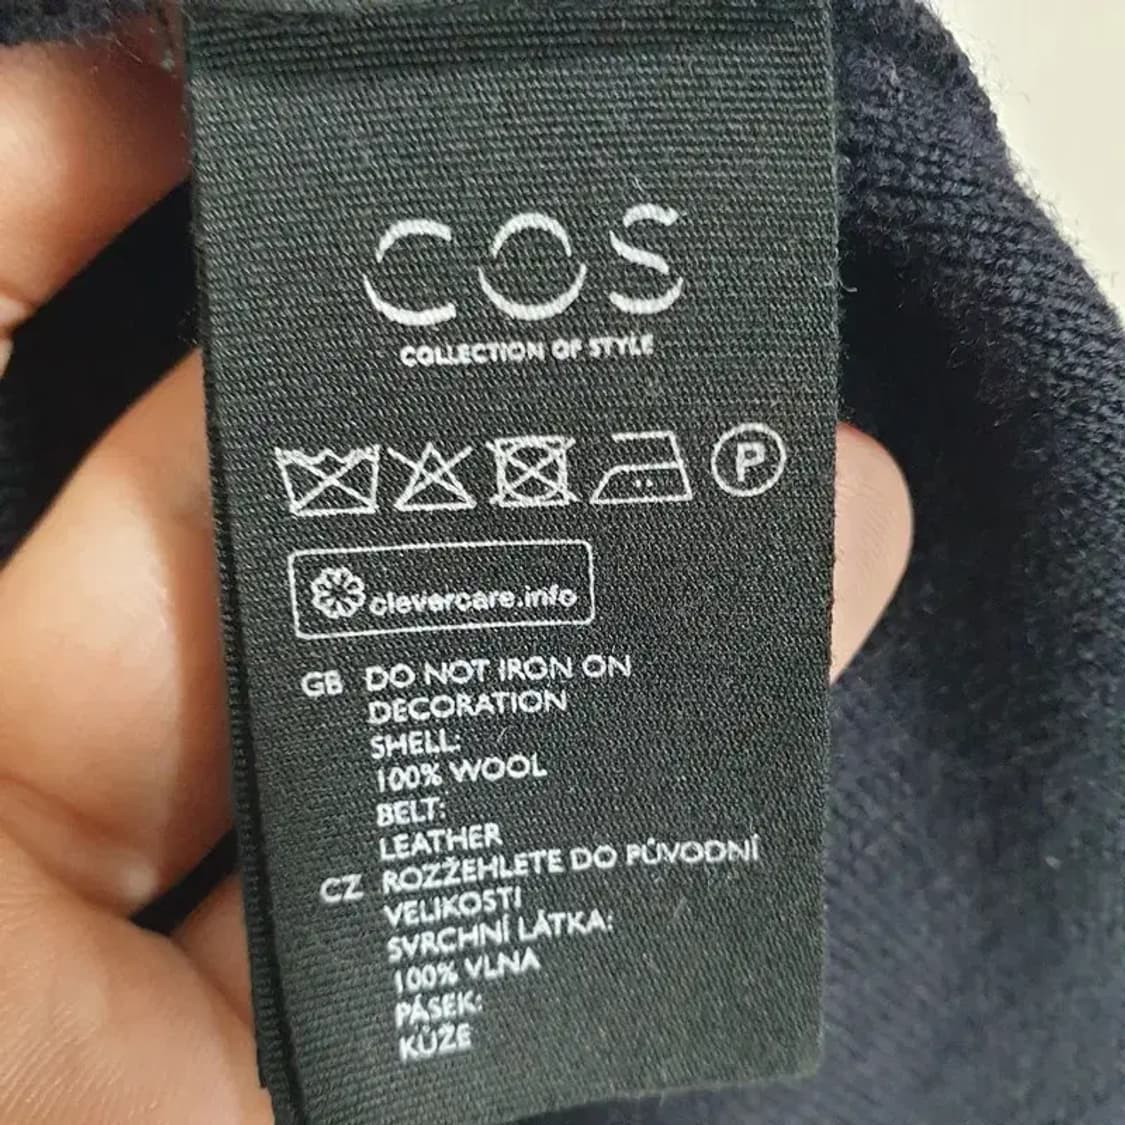 COS
COLLECTION OF STYLE
P
clevercare.info
GB DO NOT IRON ON
DECORATION
SHELL:
100% WOOL
BELT:
LEATHER
CZ ROZŽEHLETE DO PŮVODNÍ
VELIKOSTI
SVRCHNÍ LÁTKA:
100% VLNA
PÁSEK:
KŮŽE